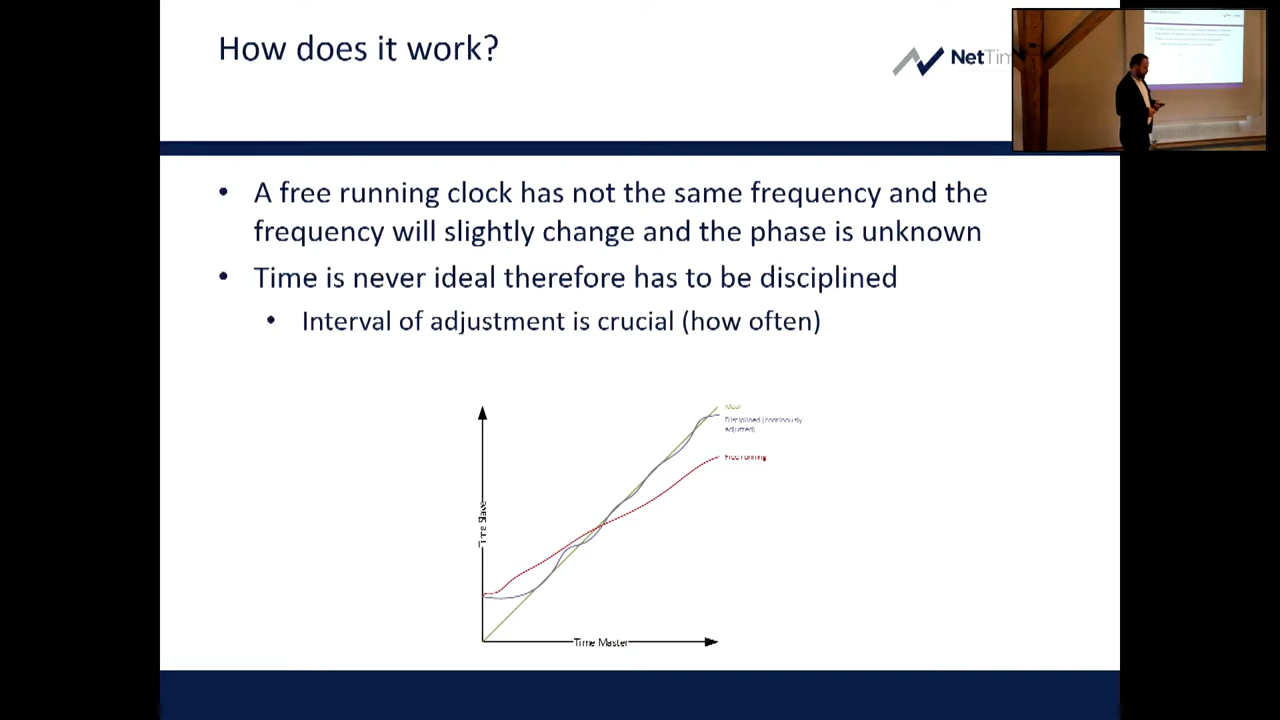 How does it work?
NetTim
• A free running clock has not the same frequency and the
frequency will slightly change and the phase is unknown
• Time is never ideal therefore has to be disciplined
• Interval of adjustment is crucial (how often)
Ideal
Disciplined (continously
adjusted)
Free running
Time Slave
Time Master